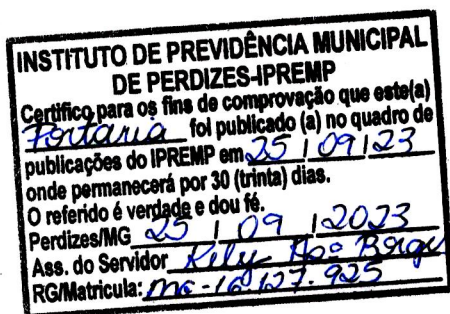 INSTITUTO DE PREVIDÊNCIA MUNICIPAL
DE PERDIZES-IPREMP
Certifico para os fins de comprovação que este(a)
Portaria foi publicado (a) no quadro de
publicações do IPREMP em 25 | 09 | 23
onde permanecerá por 30 (trinta) dias.
O referido é verdade e dou fé.
Perdizes/MG 25 | 09 | 2023
Ass. do Servidor Kely Apª
RG/Matricula: MG-16 127.925